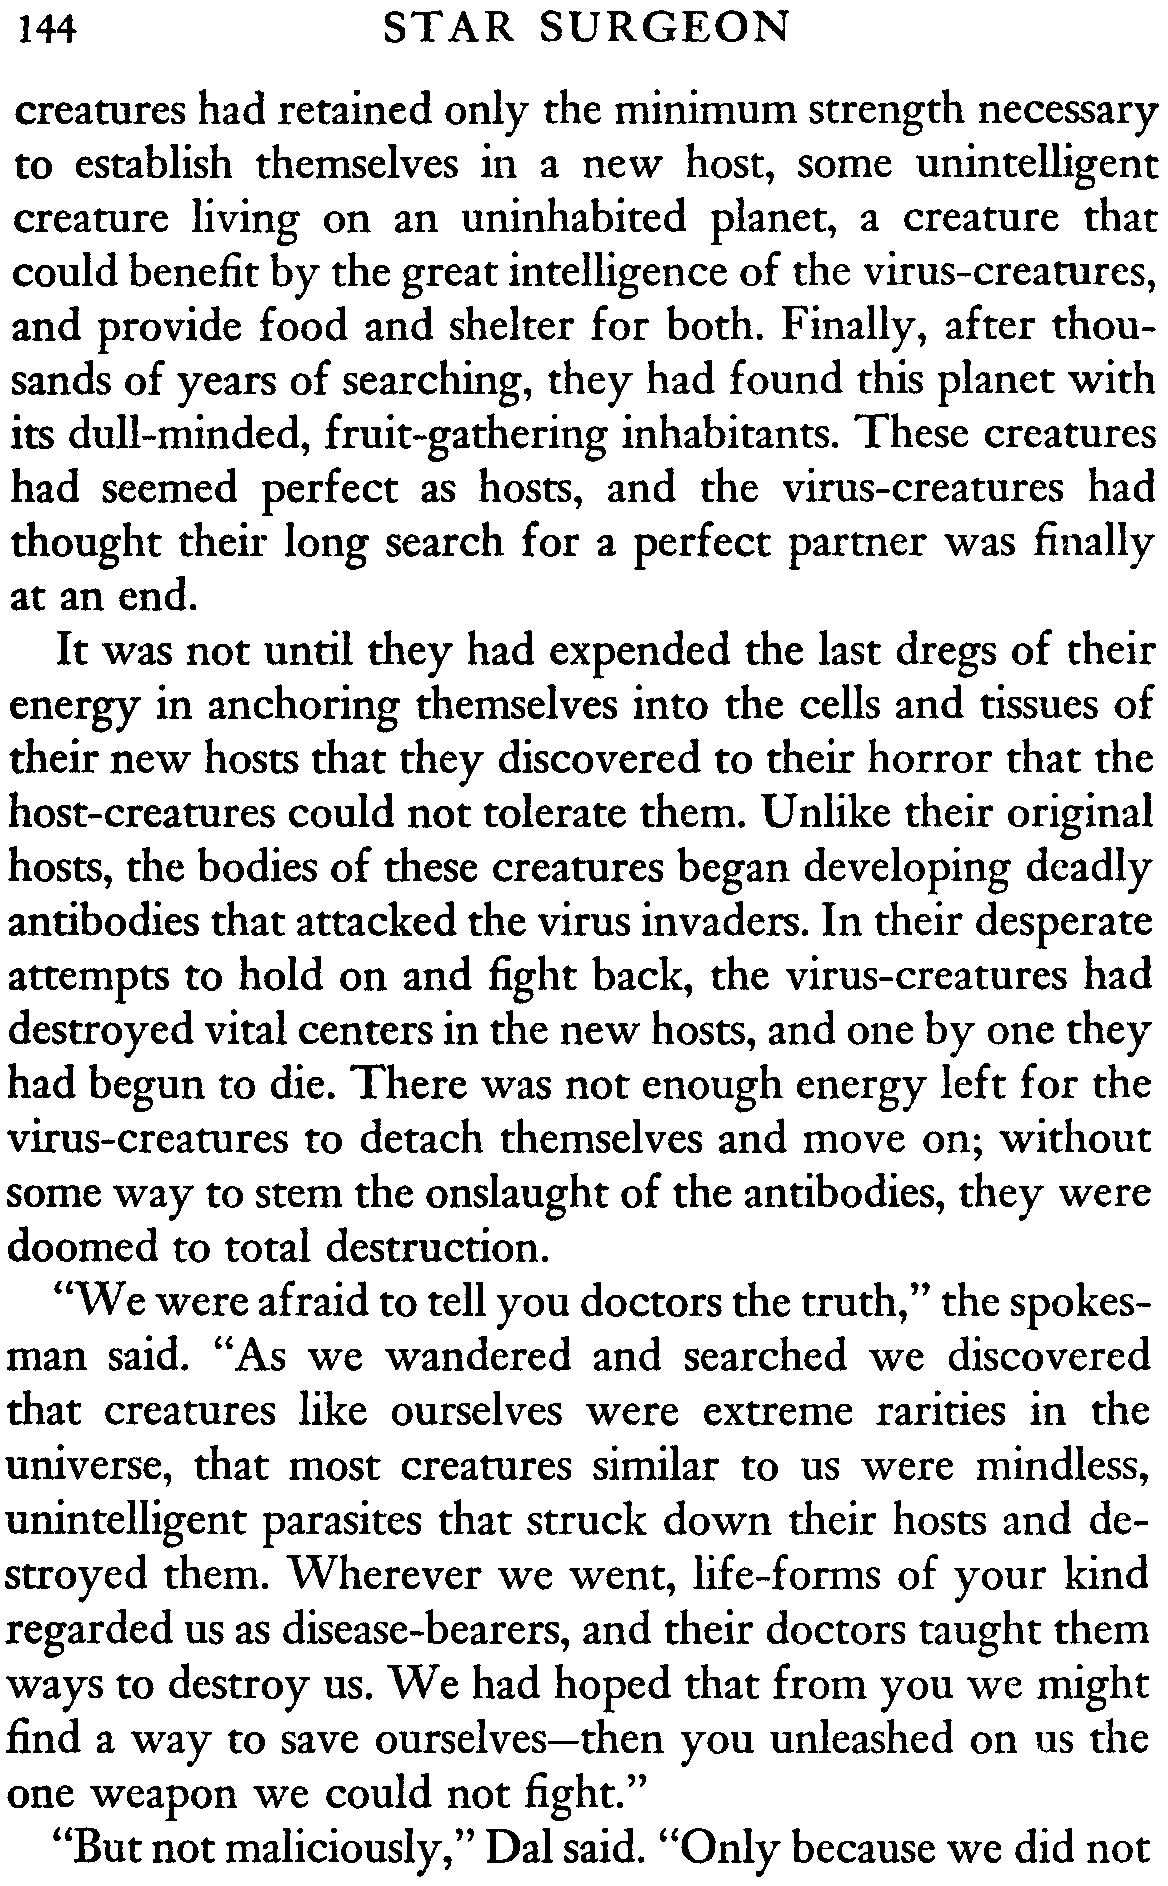 144 STAR SURGEON
creatures had retained only the minimum strength necessary
to establish themselves in a new host, some unintelligent
creature living on an uninhabited planet, a creature that
could benefit by the great intelligence of the virus-creatures,
and provide food and shelter for both. Finally, after thou-
sands of years of searching, they had found this planet with
its dull-minded, fruit-gathering inhabitants. These creatures
had seemed perfect as hosts, and the virus-creatures had
thought their long search for a perfect partner was finally
at an end.
It was not until they had expended the last dregs of their
energy in anchoring themselves into the cells and tissues of
their new hosts that they discovered to their horror that the
host-creatures could not tolerate them. Unlike their original
hosts, the bodies of these creatures began developing deadly
antibodies that attacked the virus invaders. In their desperate
attempts to hold on and fight back, the virus-creatures had
destroyed vital centers in the new hosts, and one by one they
had begun to die. There was not enough energy left for the
virus-creatures to detach themselves and move on; without
some way to stem the onslaught of the antibodies, they were
doomed to total destruction.
“We were afraid to tell you doctors the truth,” the spokes-
man said. “As we wandered and searched we discovered
that creatures like ourselves were extreme rarities in the
universe, that most creatures similar to us were mindless,
unintelligent parasites that struck down their hosts and de-
stroyed them. Wherever we went, life-forms of your kind
regarded us as disease-bearers, and their doctors taught them
ways to destroy us. We had hoped that from you we might
find a way to save ourselves—then you unleashed on us the
one weapon we could not fight.”
“But not maliciously,” Dal said. “Only because we did not